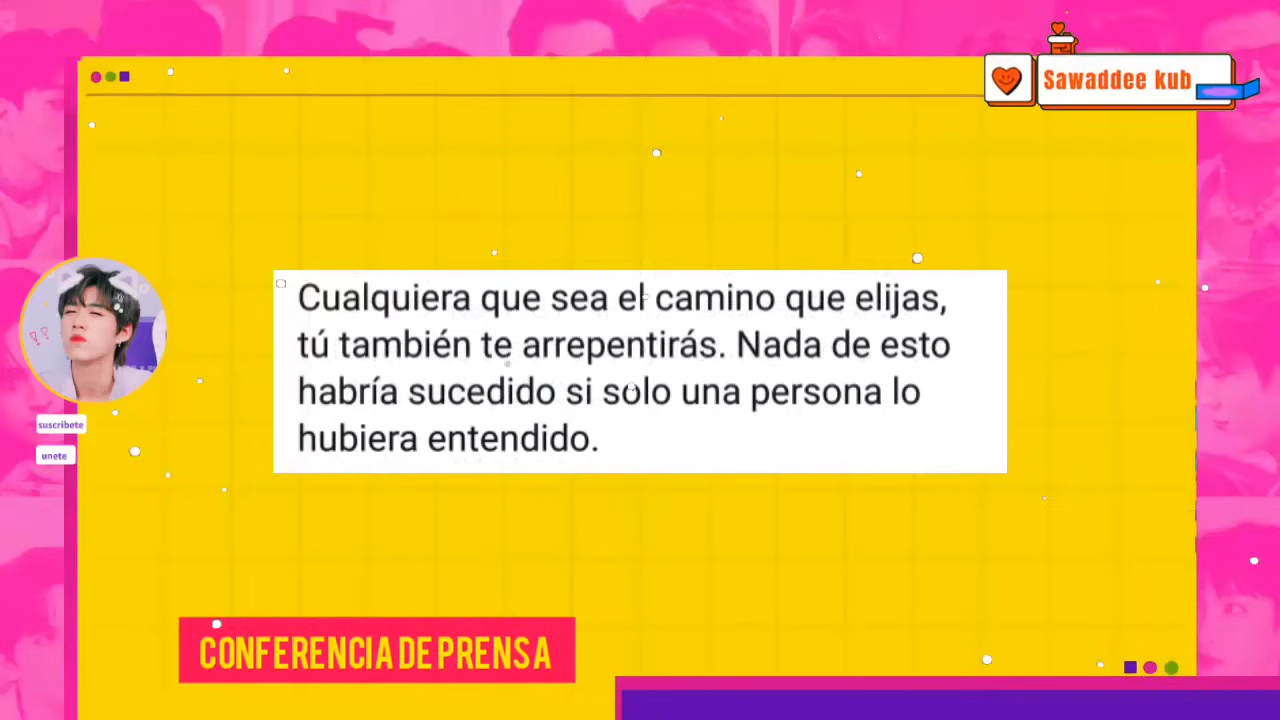 Sawaddee kub
Cualquiera que sea el camino que elijas,
tú también te arrepentirás. Nada de esto
habría sucedido si solo una persona lo
hubiera entendido.
suscribete
unete
CONFERENCIA DE PRENSA